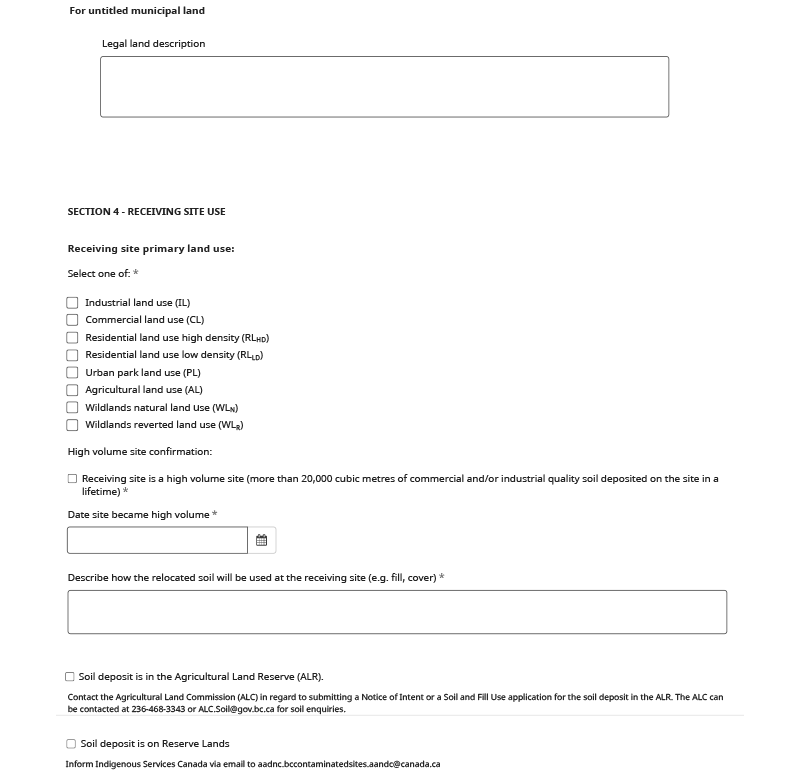 For untitled municipal land
Legal land description
SECTION 4 - RECEIVING SITE USE
Receiving site primary land use:
Select one of: *
Industrial land use (IL)
Commercial land use (CL)
Residential land use high density (RLHD)
Residential land use low density (RLLD)
Urban park land use (PL)
Agricultural land use (AL)
Wildlands natural land use (WLN)
Wildlands reverted land use (WLR)
High volume site confirmation:
Receiving site is a high volume site (more than 20,000 cubic metres of commercial and/or industrial quality soil deposited on the site in a
lifetime) *
Date site became high volume *
Describe how the relocated soil will be used at the receiving site (e.g. fill, cover) *
Soil deposit is in the Agricultural Land Reserve (ALR).
Contact the Agricultural Land Commission (ALC) in regard to submitting a Notice of Intent or a Soil and Fill Use application for the soil deposit in the ALR. The ALC can
be contacted at 236-468-3343 or ALC.Soil@gov.bc.ca for soil enquiries.
Soil deposit is on Reserve Lands
Inform Indigenous Services Canada via email to aadnc.bccontaminatedsites.aandc@canada.ca